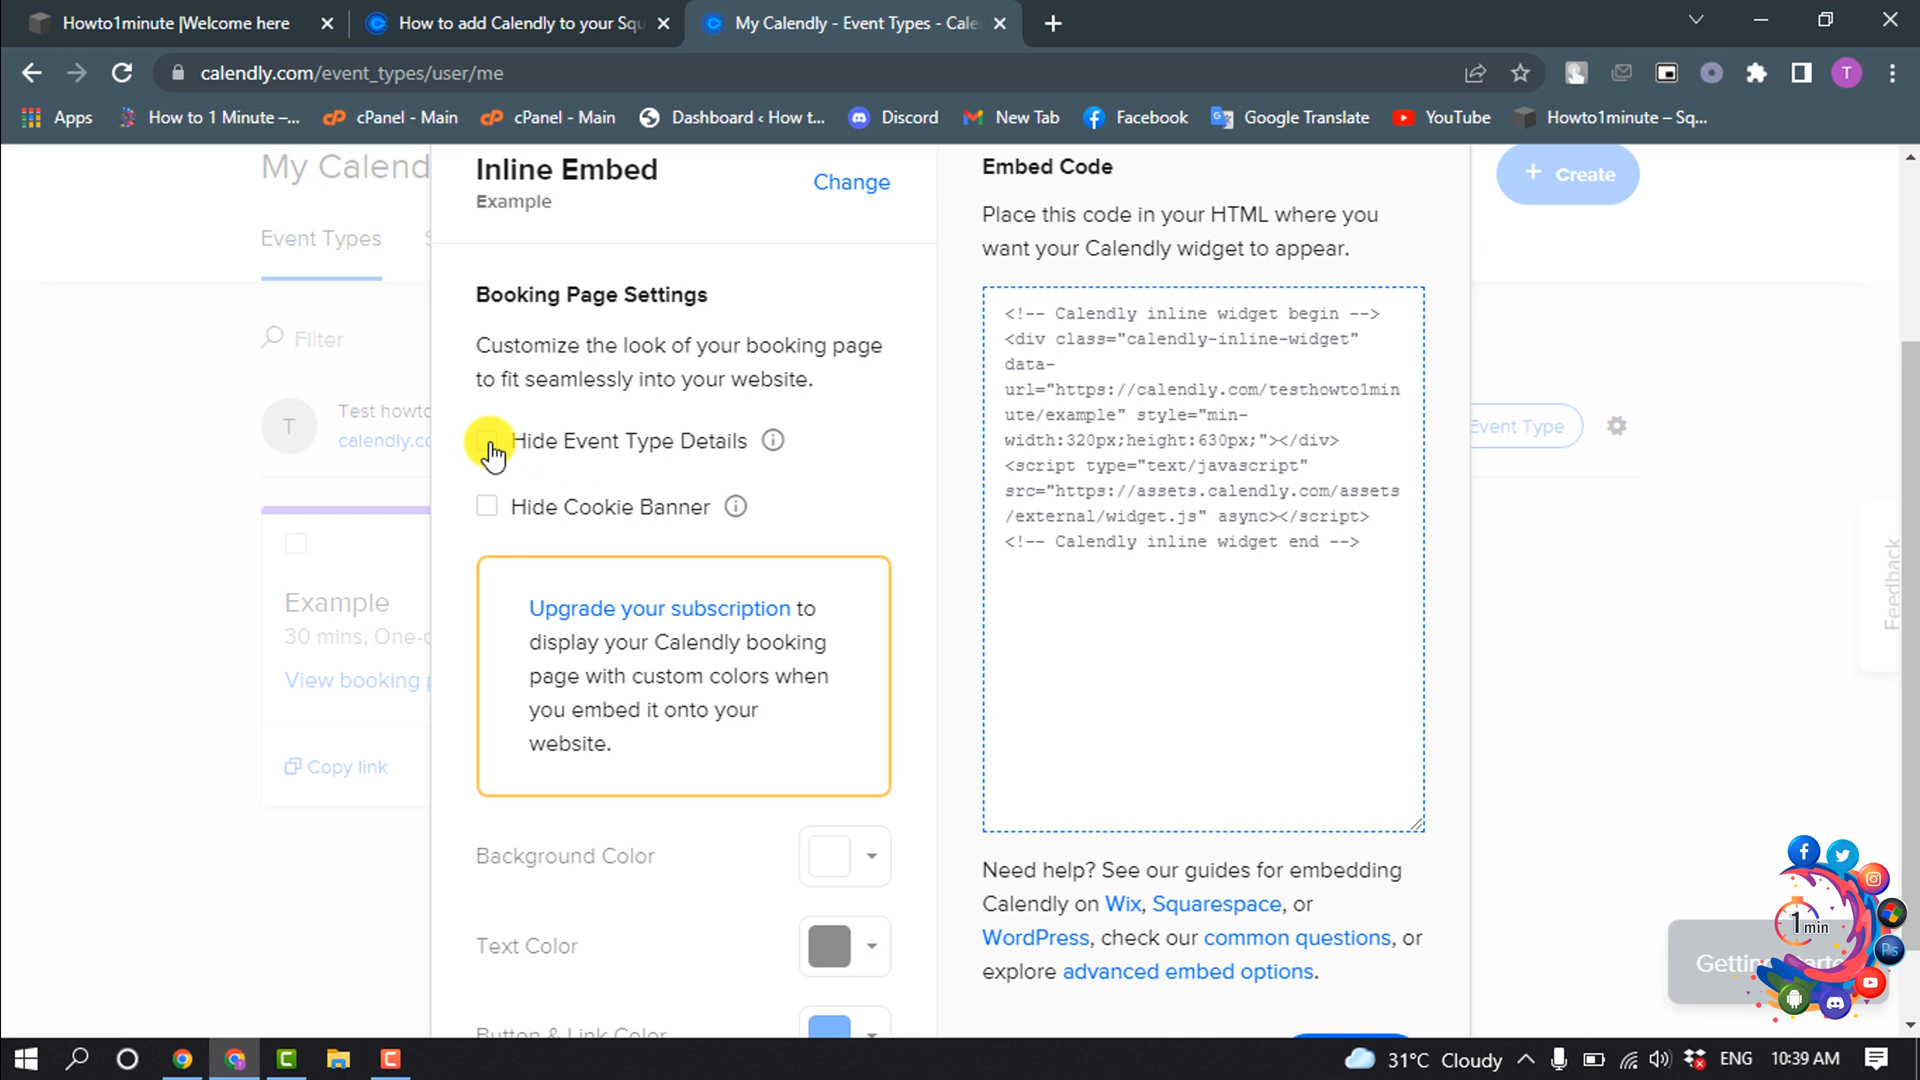 Howto1minute |Welcome here
How to add Calendly to your Squ
My Calendly - Event Types - Cale
calendly.com/event_types/user/me
T
Apps
How to 1 Minute –...
cPanel - Main
cPanel - Main
Dashboard ‹ How t...
Discord
New Tab
Facebook
Google Translate
YouTube
Howto1minute – Sq...
My Calend
Event Types
Filter
T
Test howto
calendly.co
Example
30 mins, One-o
View booking p
Copy link
Inline Embed
Example
Change
Booking Page Settings
Customize the look of your booking page
to fit seamlessly into your website.
Hide Event Type Details
Hide Cookie Banner
Upgrade your subscription to
display your Calendly booking
page with custom colors when
you embed it onto your
website.
Background Color
Text Color
Button & Link Color
Embed Code
Place this code in your HTML where you
want your Calendly widget to appear.
<!-- Calendly inline widget begin -->
<div class="calendly-inline-widget"
data-
url="https://calendly.com/testhowto1min
ute/example" style="min-
width:320px;height:630px;"></div>
<script type="text/javascript"
src="https://assets.calendly.com/assets
/external/widget.js" async></script>
<!-- Calendly inline widget end -->
Need help? See our guides for embedding
Calendly on Wix, Squarespace, or
WordPress, check our common questions, or
explore advanced embed options.
+ Create
Event Type
Feedback
1 min
Ps
Getting Starte
31°C Cloudy
ENG
10:39 AM